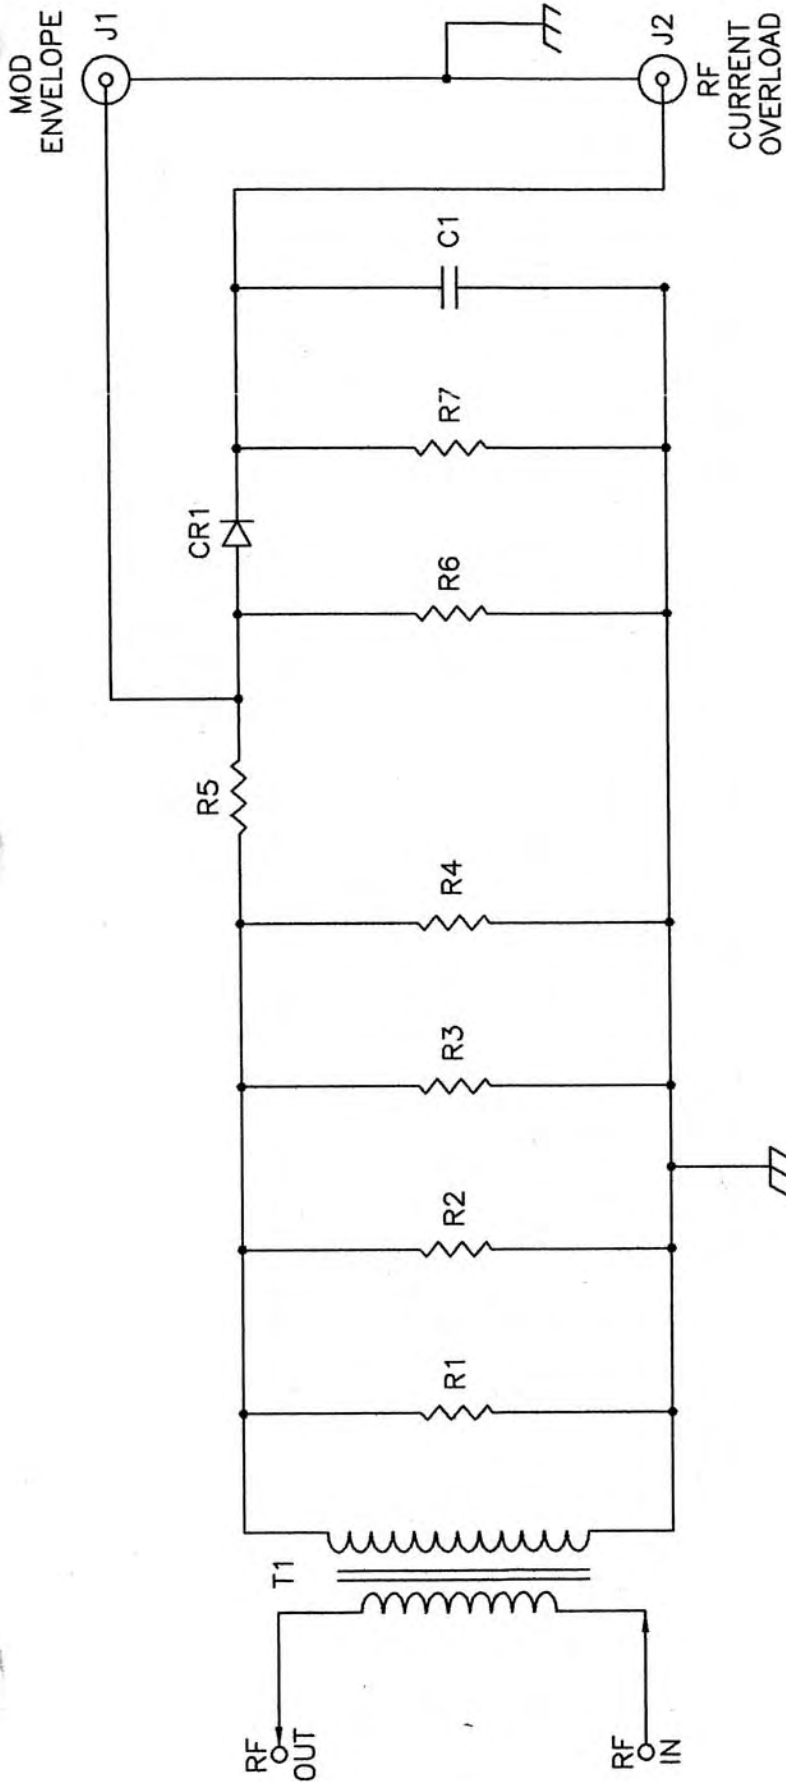 RF
OUT
RF
IN
T1
R1
R2
R3
R4
R5
R6
CR1
R7
C1
MOD
ENVELOPE
J1
J2
RF
CURRENT
OVERLOAD